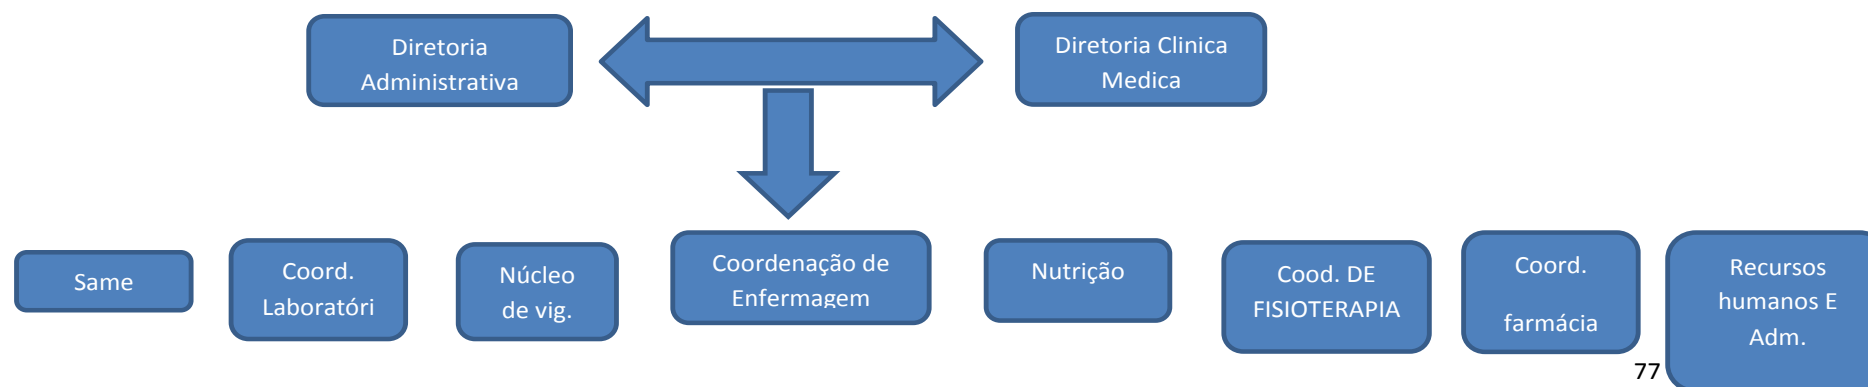 Diretoria
Administrativa
Diretoria Clinica
Medica
Same
Coord.
Laboratóri
Núcleo
de vig.
Coordenação de
Enfermagem
Nutrição
Cood. DE
FISIOTERAPIA
Coord.
farmácia
Recursos
humanos E
Adm.
77